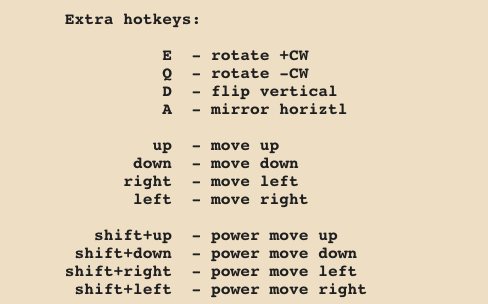 Extra hotkeys:
E - rotate +CW
Q - rotate -CW
D - flip vertical
A - mirror horiztl
up - move up
down - move down
right - move left
left - move right
shift+up - power move up
shift+down - power move down
shift+right - power move left
shift+left - power move right